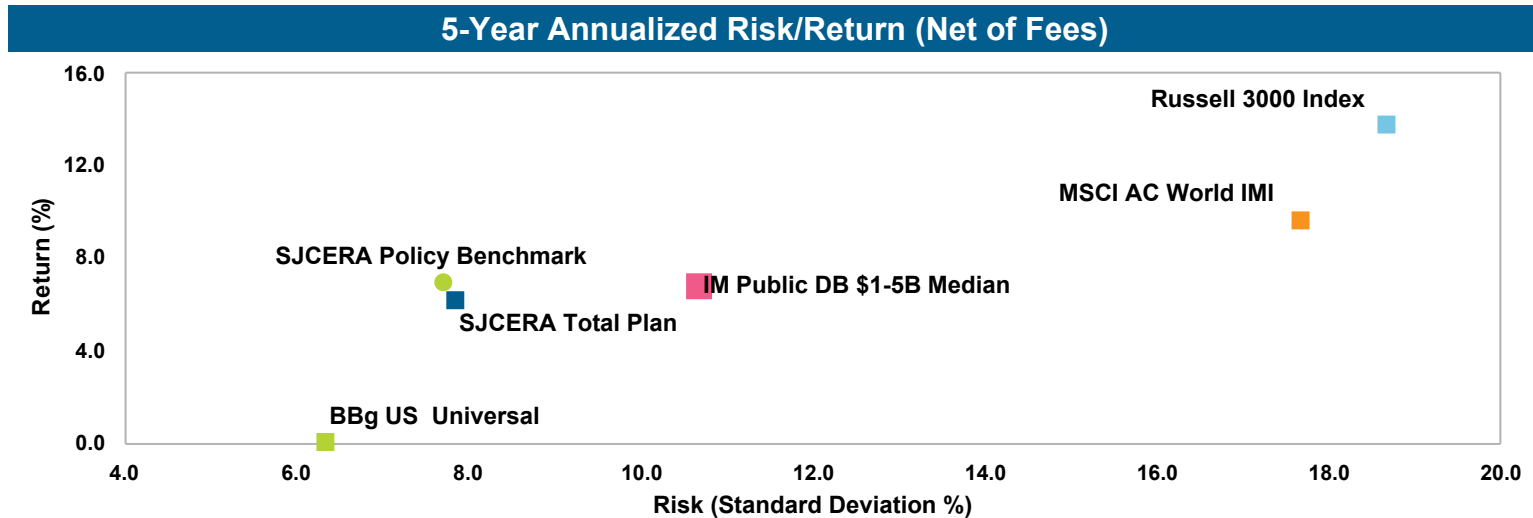 5-Year Annualized Risk/Return (Net of Fees)
16.0
Russell 3000 Index
12.0
MSCI AC World IMI
Return (%)
8.0
SJCERA Policy Benchmark
IM Public DB $1-5B Median
SJCERA Total Plan
4.0
BBg US  Universal
0.0
4.0 6.0 8.0 10.0 12.0 14.0 16.0 18.0 20.0
Risk (Standard Deviation %)